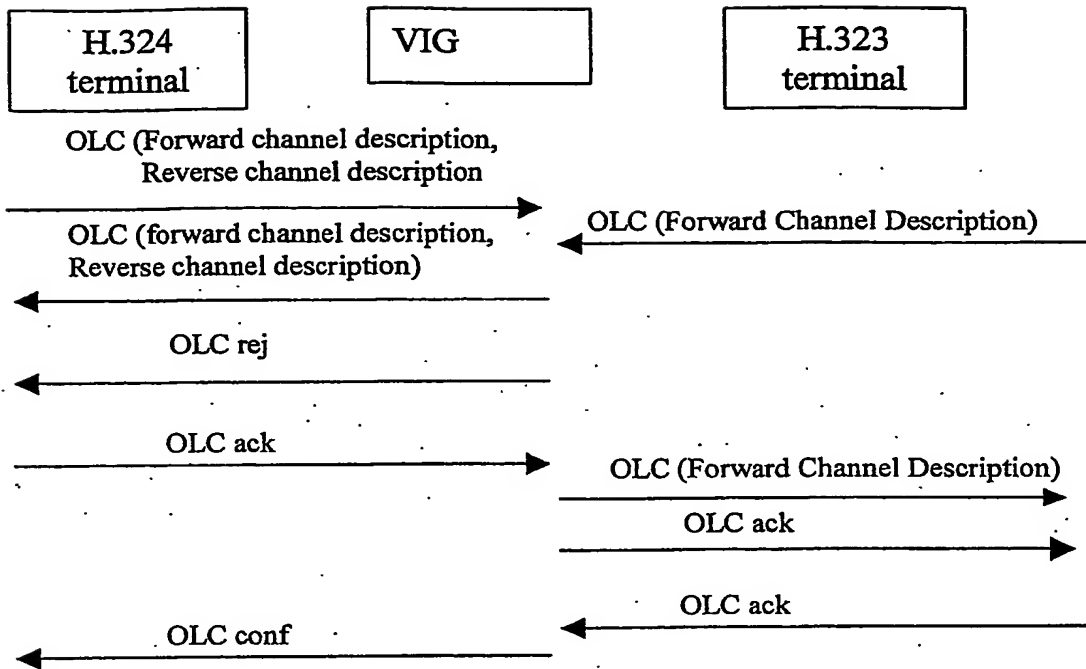 H.324
terminal
VIG
H.323
terminal
OLC (Forward channel description,
Reverse channel description
OLC (Forward Channel Description)
OLC (forward channel description,
Reverse channel description)
OLC rej
OLC ack
OLC (Forward Channel Description)
OLC ack
OLC ack
OLC conf